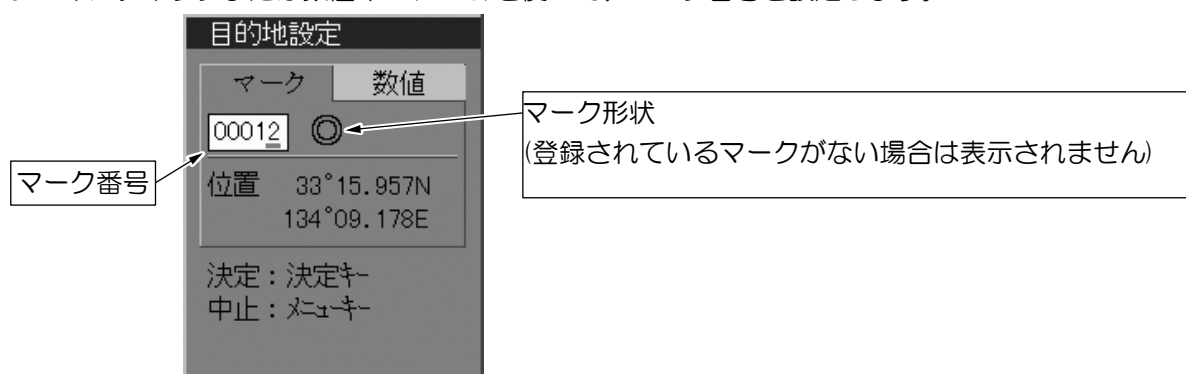 目的地設定
マーク 数値
00012
マーク形状
(登録されているマークがない場合は表示されません)
マーク番号
位置 33°15.957N
134°09.178E
決定：決定ｷｰ
中止：ﾒﾆｭｰｷｰ